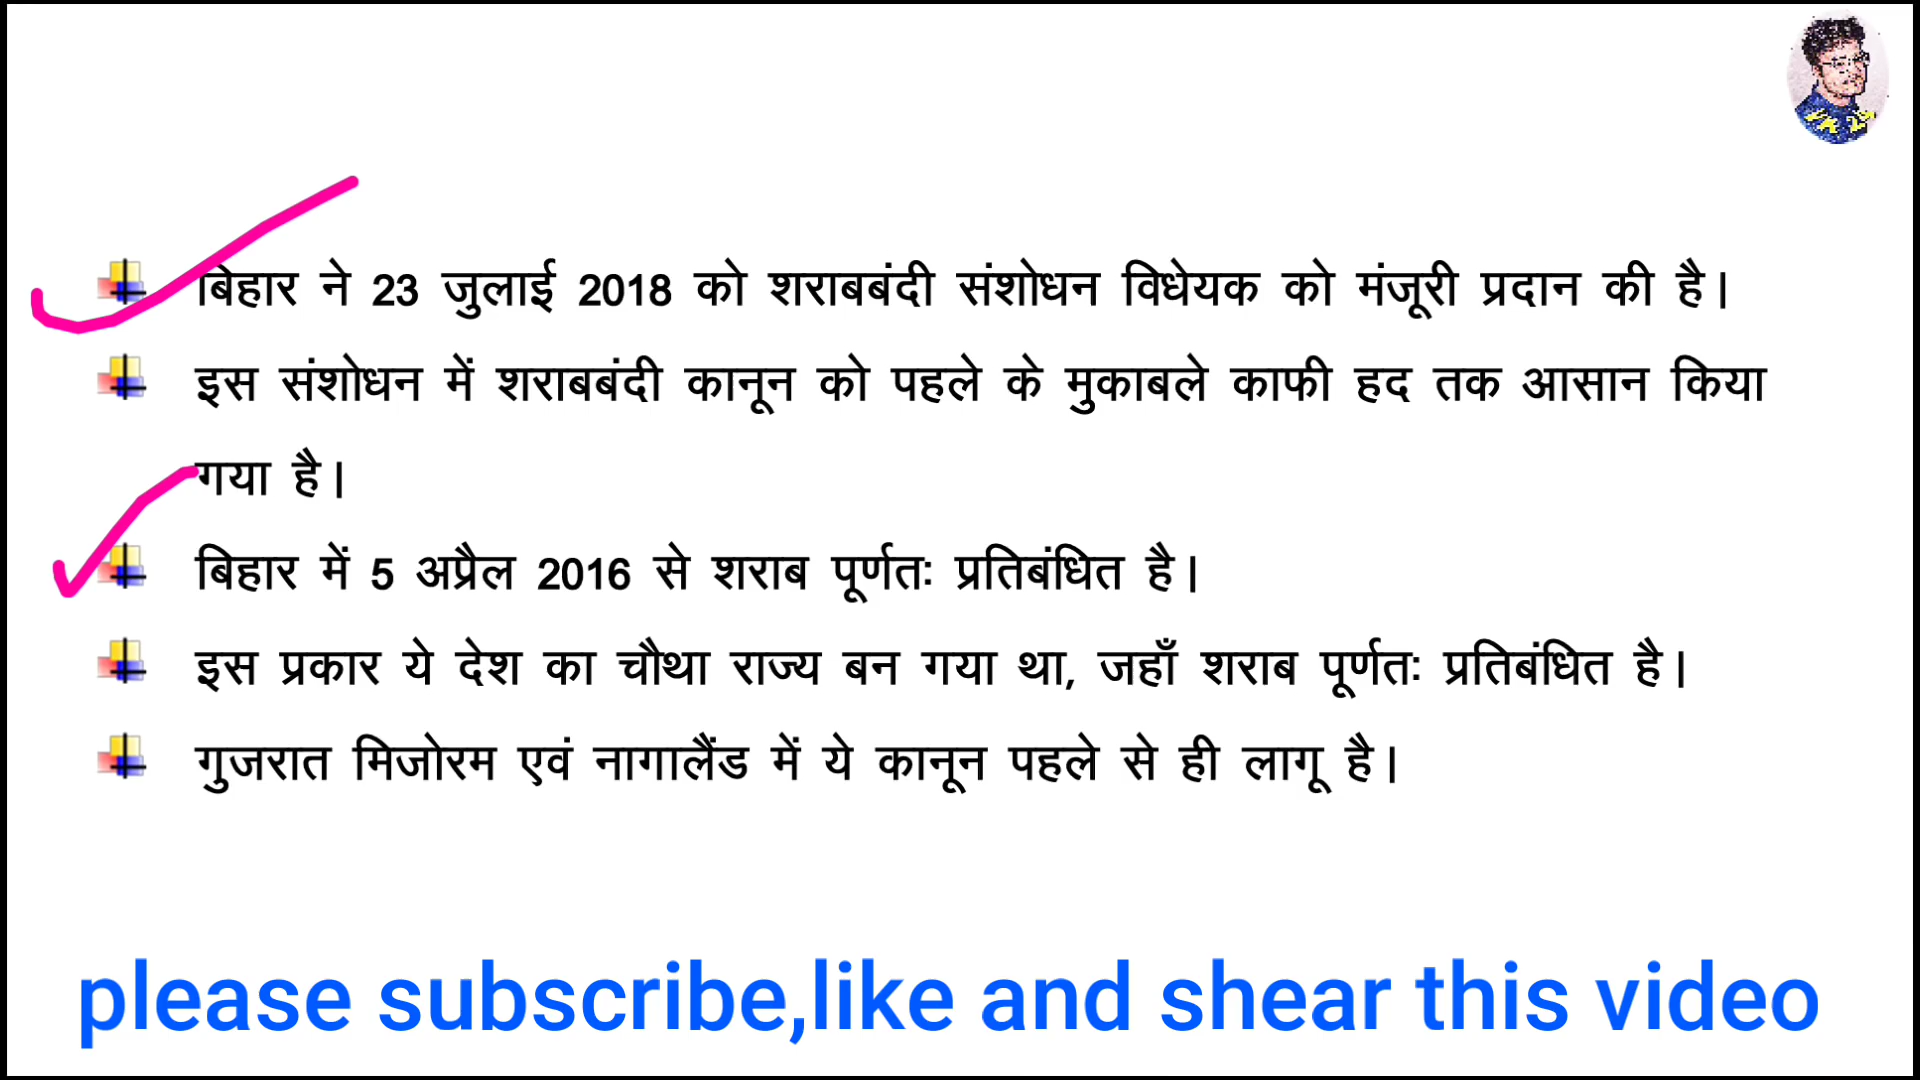 बिहार ने 23 जुलाई 2018 को शराबबंदी संशोधन विधेयक को मंजूरी प्रदान की है।
इस संशोधन में शराबबंदी कानून को पहले के मुकाबले काफी हद तक आसान किया
गया है।
बिहार में 5 अप्रैल 2016 से शराब पूर्णतः प्रतिबंधित है।
इस प्रकार ये देश का चौथा राज्य बन गया था, जहाँ शराब पूर्णतः प्रतिबंधित है।
गुजरात मिजोरम एवं नागालैंड में ये कानून पहले से ही लागू है।
please subscribe,like and shear this video